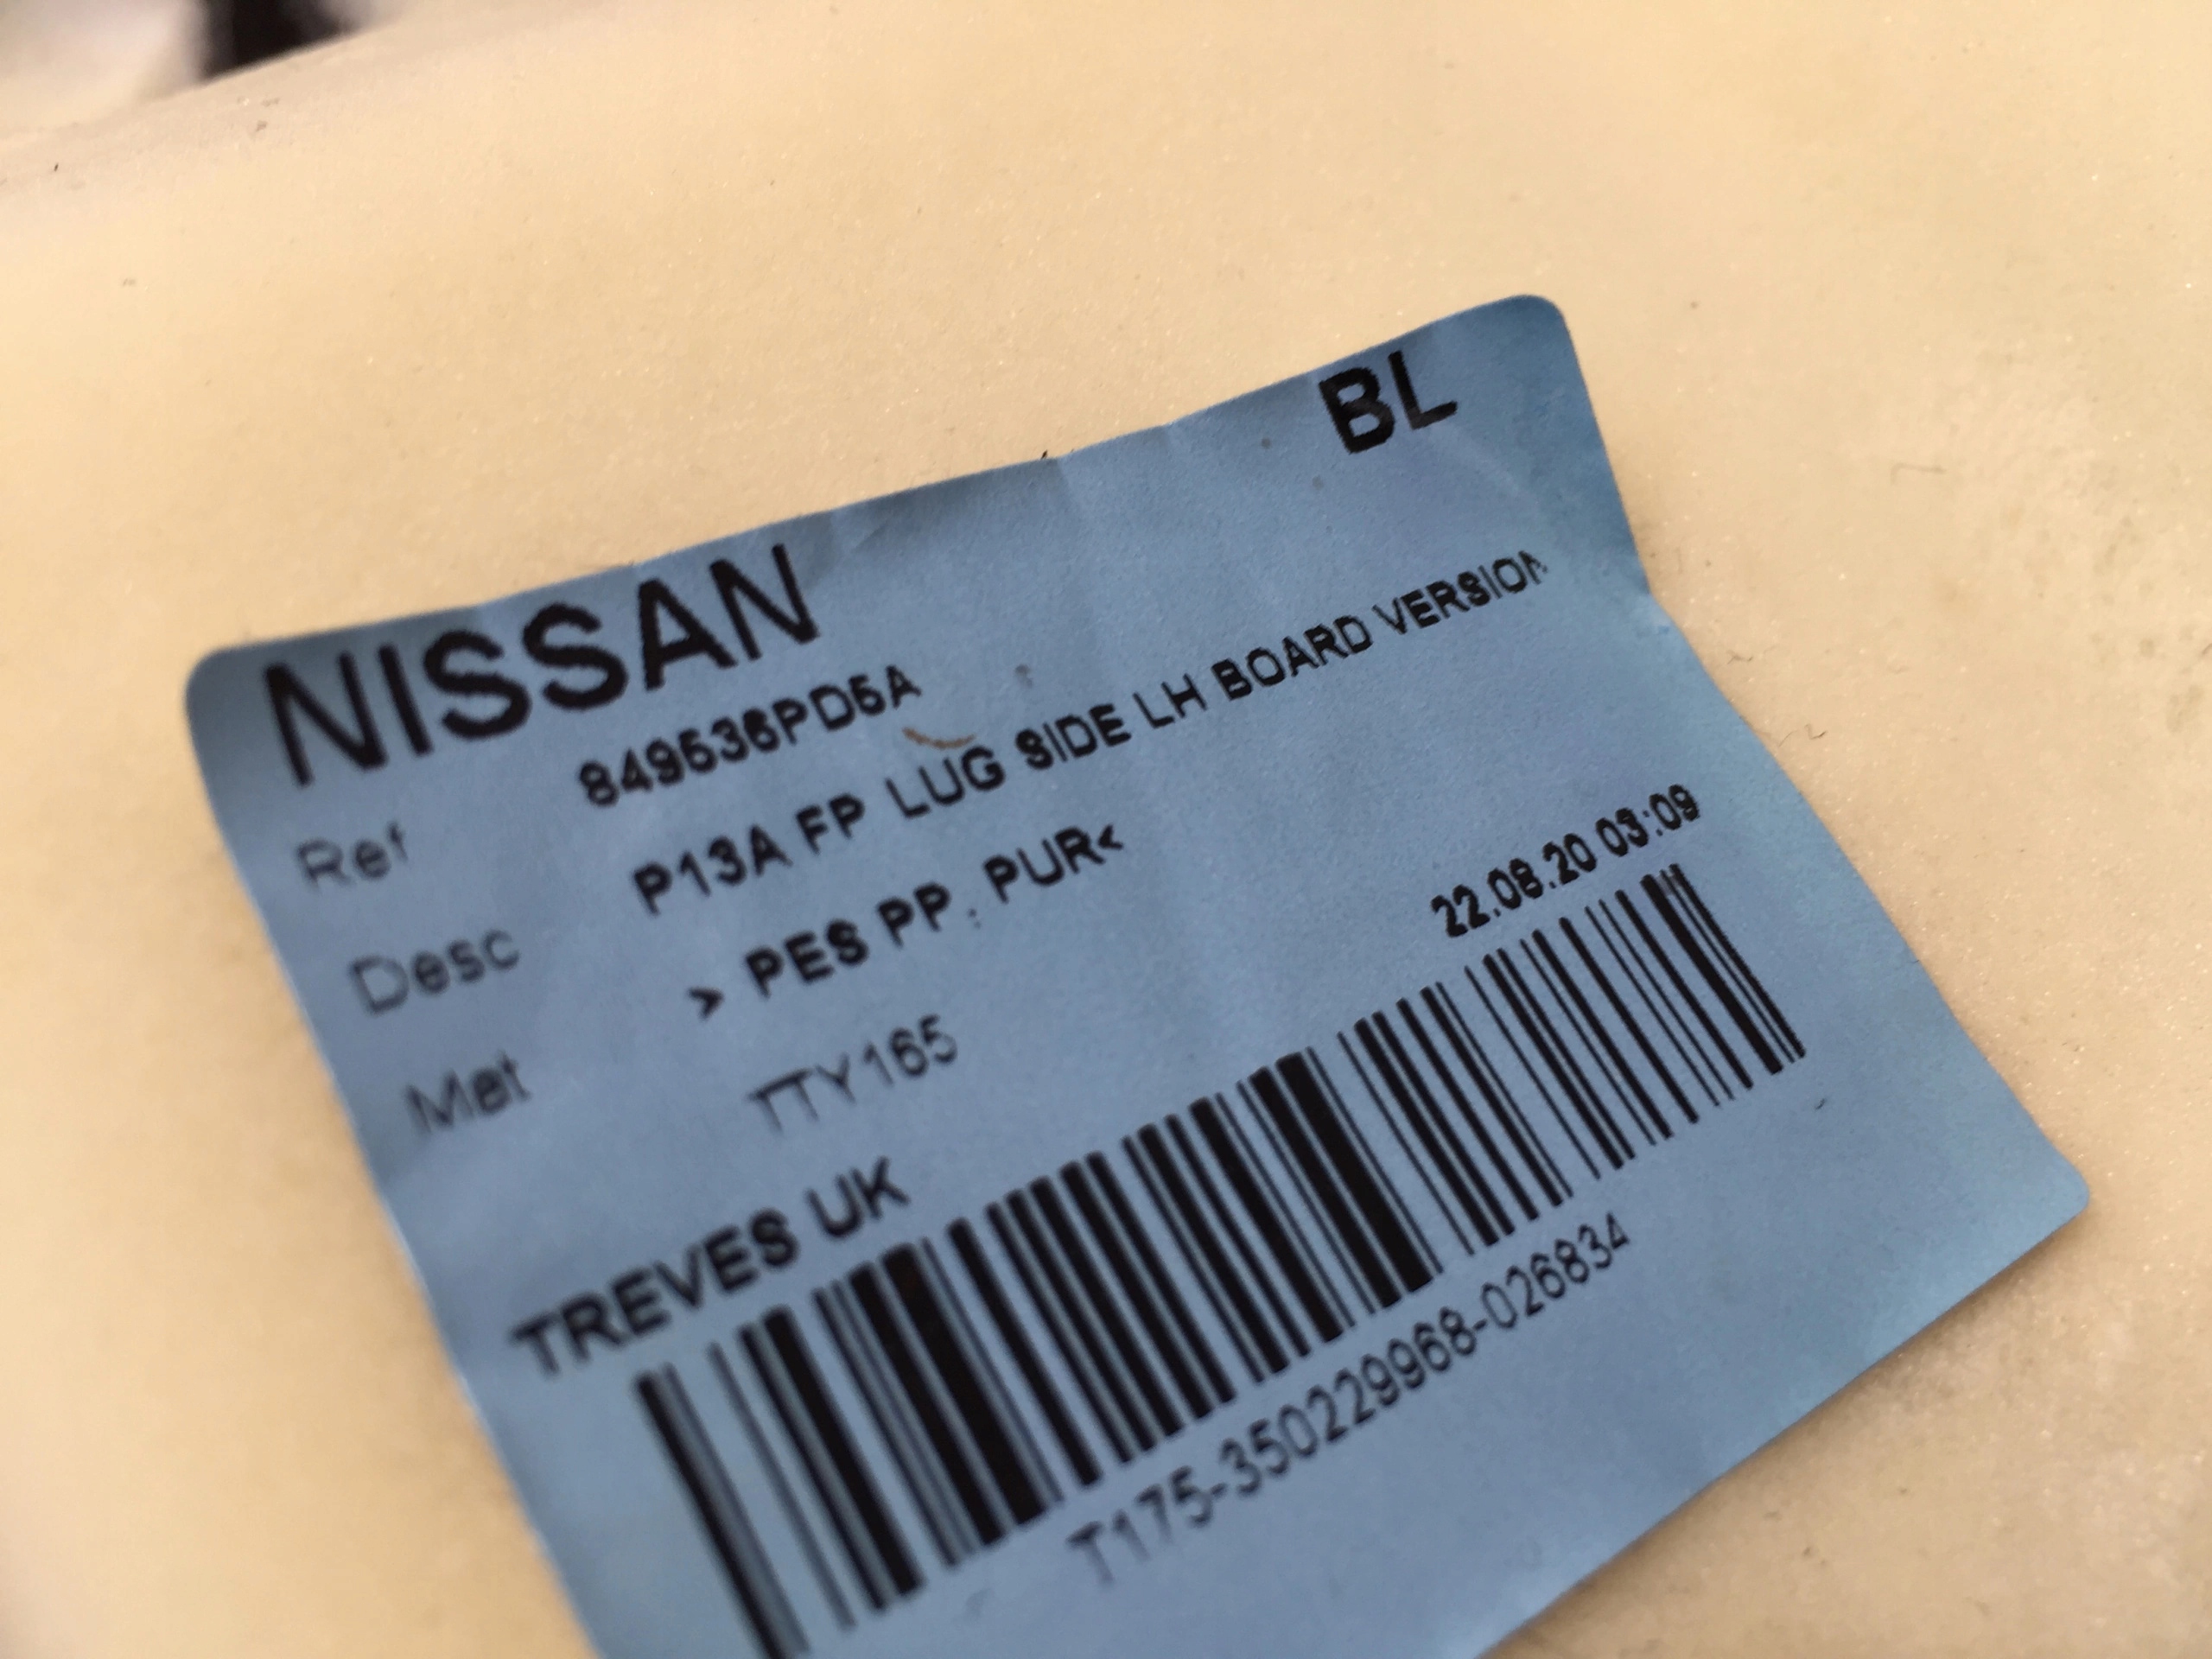 BL
NISSAN
Ref 849536PD5A
Desc P13A FP LUG SIDE LH BOARD VERSION
Mat > PES PP. PUR<
TTY165
TREVES UK 22.08.20 03:09
T175-350229968-026834